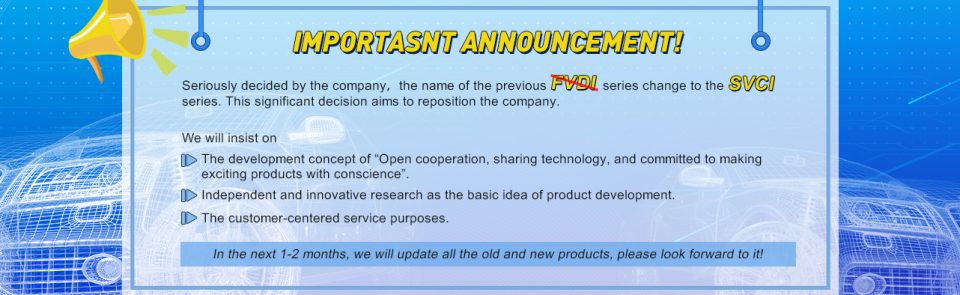 IMPORTASNT ANNOUNCEMENT!
Seriously decided by the company, the name of the previous FVDI series change to the SVCI
series. This significant decision aims to reposition the company.
We will insist on
The development concept of “Open cooperation, sharing technology, and committed to making
exciting products with conscience”.
Independent and innovative research as the basic idea of product development.
The customer-centered service purposes.
In the next 1-2 months, we will update all the old and new products, please look forward to it!